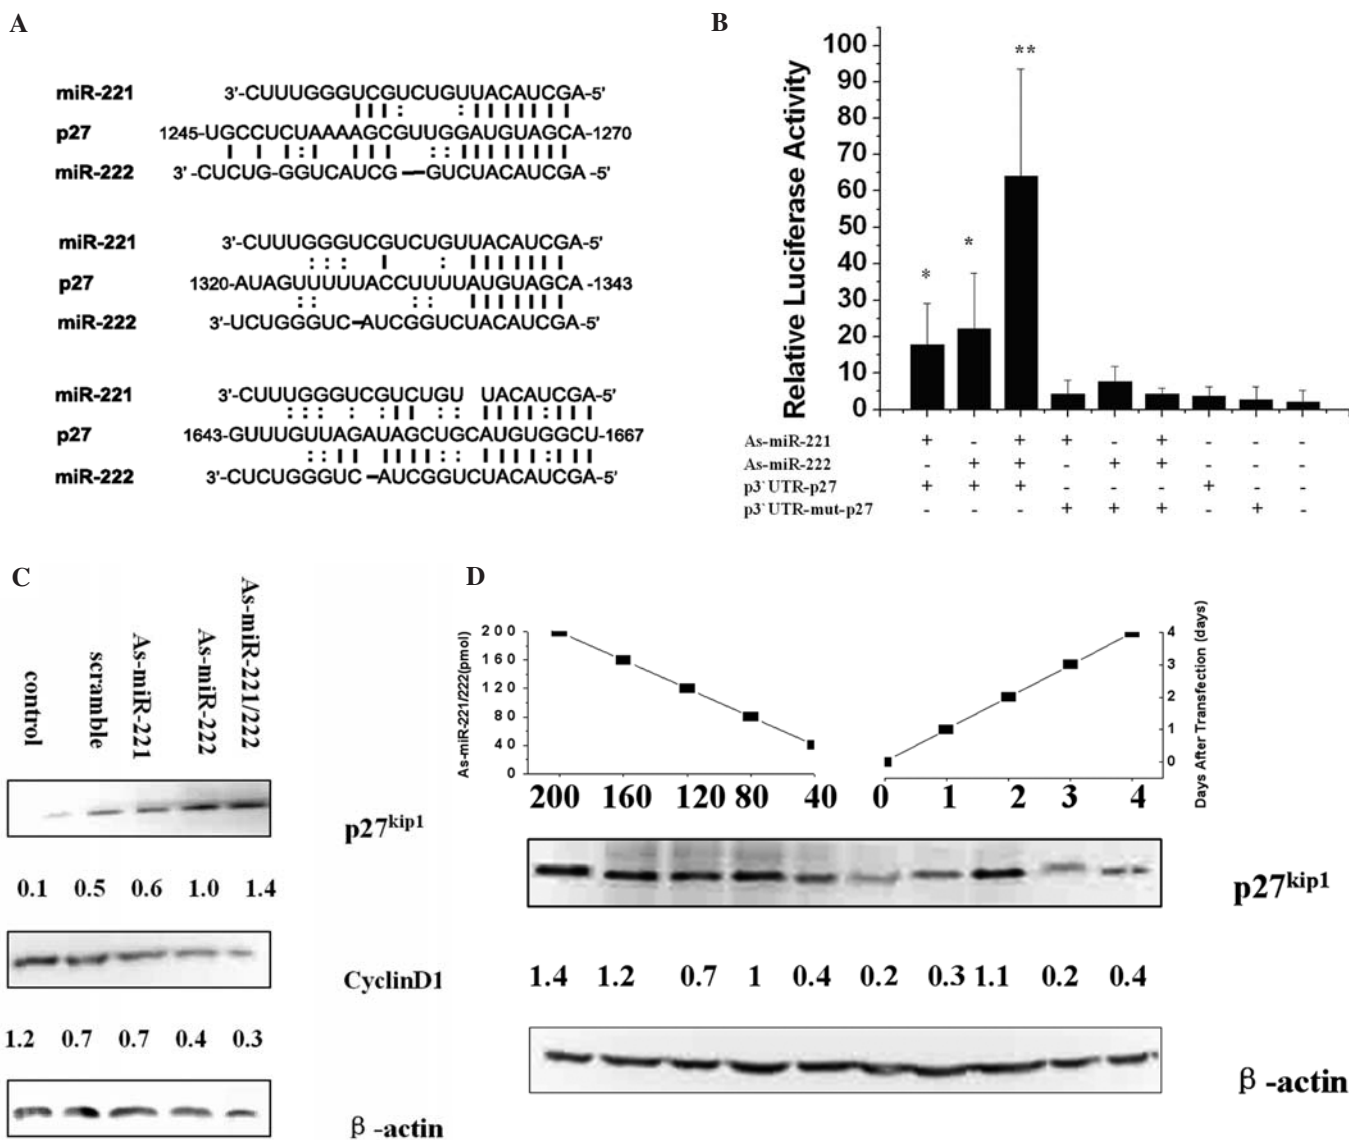 A
miR-221 3'-CUUUGGGUCGUCUGUUACAUCGA-5'
p27 1245-UGCCUCUAAAAGCGUUGGAUGUAGCA-1270
miR-222 3'-CUCUG-GGUCAUCG—GUCUACAUCGA-5'
miR-221 3'-CUUUGGGUCGUCUGUUACAUCGA-5'
p27 1320-AUAGUUUUUUACCUUUUAUGUAGCA-1343
miR-222 3'-UCUGGGUC-AUCGGUCUACAUCGA-5'
miR-221 3'-CUUUGGGUCGUCUGU UACAUCGA-5'
p27 1643-GUUUGUUAGAUAGCUGCAUGUGGCU-1667
miR-222 3'-CUCUGGGUC-AUCGGUCUACAUCGA-5'
B
Relative Luciferase Activity
100
90
80
70
60
50
40
30
20
10
0
* * **
As-miR-221 + - + + - + - - -
As-miR-222 - + + - + + - - -
p3`UTR-p27 + + + - - - + - -
p3`UTR-mut-p27 - - - + + + - + -
C
control scramble As-miR-221 As-miR-222 As-miR-221/222
p27kip1
0.1 0.5 0.6 1.0 1.4
CyclinD1
1.2 0.7 0.7 0.4 0.3
β-actin
D
As-miR-221/222(pmol)
200
160
120
80
40
0
200 160 120 80 40
Days After Transfection (days)
4
3
2
1
0
0 1 2 3 4
p27kip1
1.4 1.2 0.7 1 0.4 0.2 0.3 1.1 0.2 0.4
β-actin